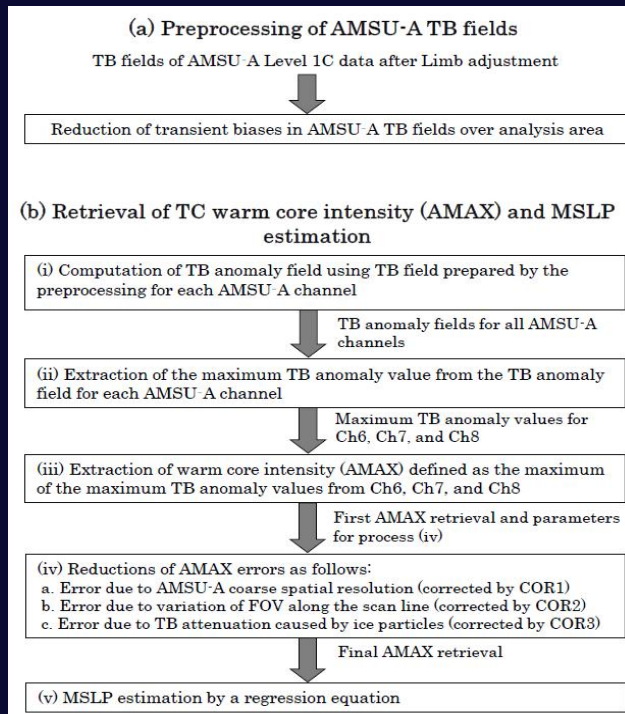 (a) Preprocessing of AMSU-A TB fields
TB fields of AMSU-A Level 1C data after Limb adjustment
Reduction of transient biases in AMSU-A TB fields over analysis area
(b) Retrieval of TC warm core intensity (AMAX) and MSLP
estimation
(i) Computation of TB anomaly field using TB field prepared by the
preprocessing for each AMSU-A channel
TB anomaly fields for all AMSU-A
channels
(ii) Extraction of the maximum TB anomaly value from the TB anomaly
field for each AMSU-A channel
Maximum TB anomaly values for
Ch6, Ch7, and Ch8
(iii) Extraction of warm core intensity (AMAX) defined as the maximum
of the maximum TB anomaly values from Ch6, Ch7, and Ch8
First AMAX retrieval and parameters
for process (iv)
(iv) Reductions of AMAX errors as follows:
a. Error due to AMSU-A coarse spatial resolution (corrected by COR1)
b. Error due to variation of FOV along the scan line (corrected by COR2)
c. Error due to TB attenuation caused by ice particles (corrected by COR3)
Final AMAX retrieval
(v) MSLP estimation by a regression equation